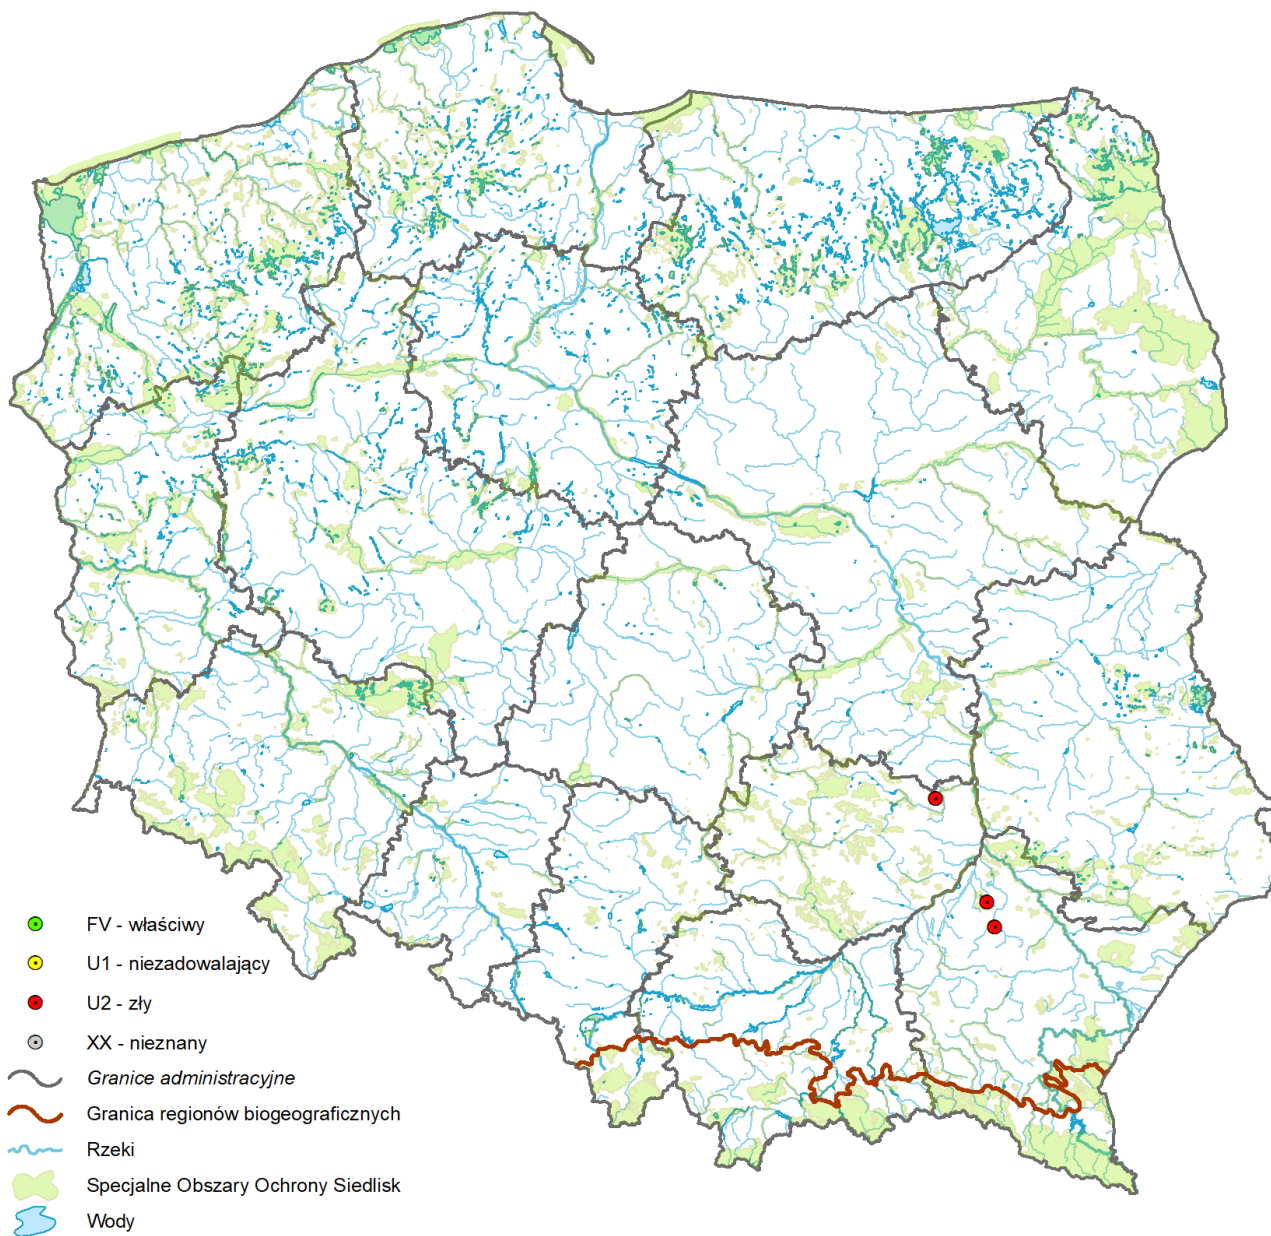 FV - właściwy
U1 - niezadowalający
U2 - zły
XX - nieznany
Granice administracyjne
Granica regionów biogeograficznych
Rzeki
Specjalne Obszary Ochrony Siedlisk
Wody